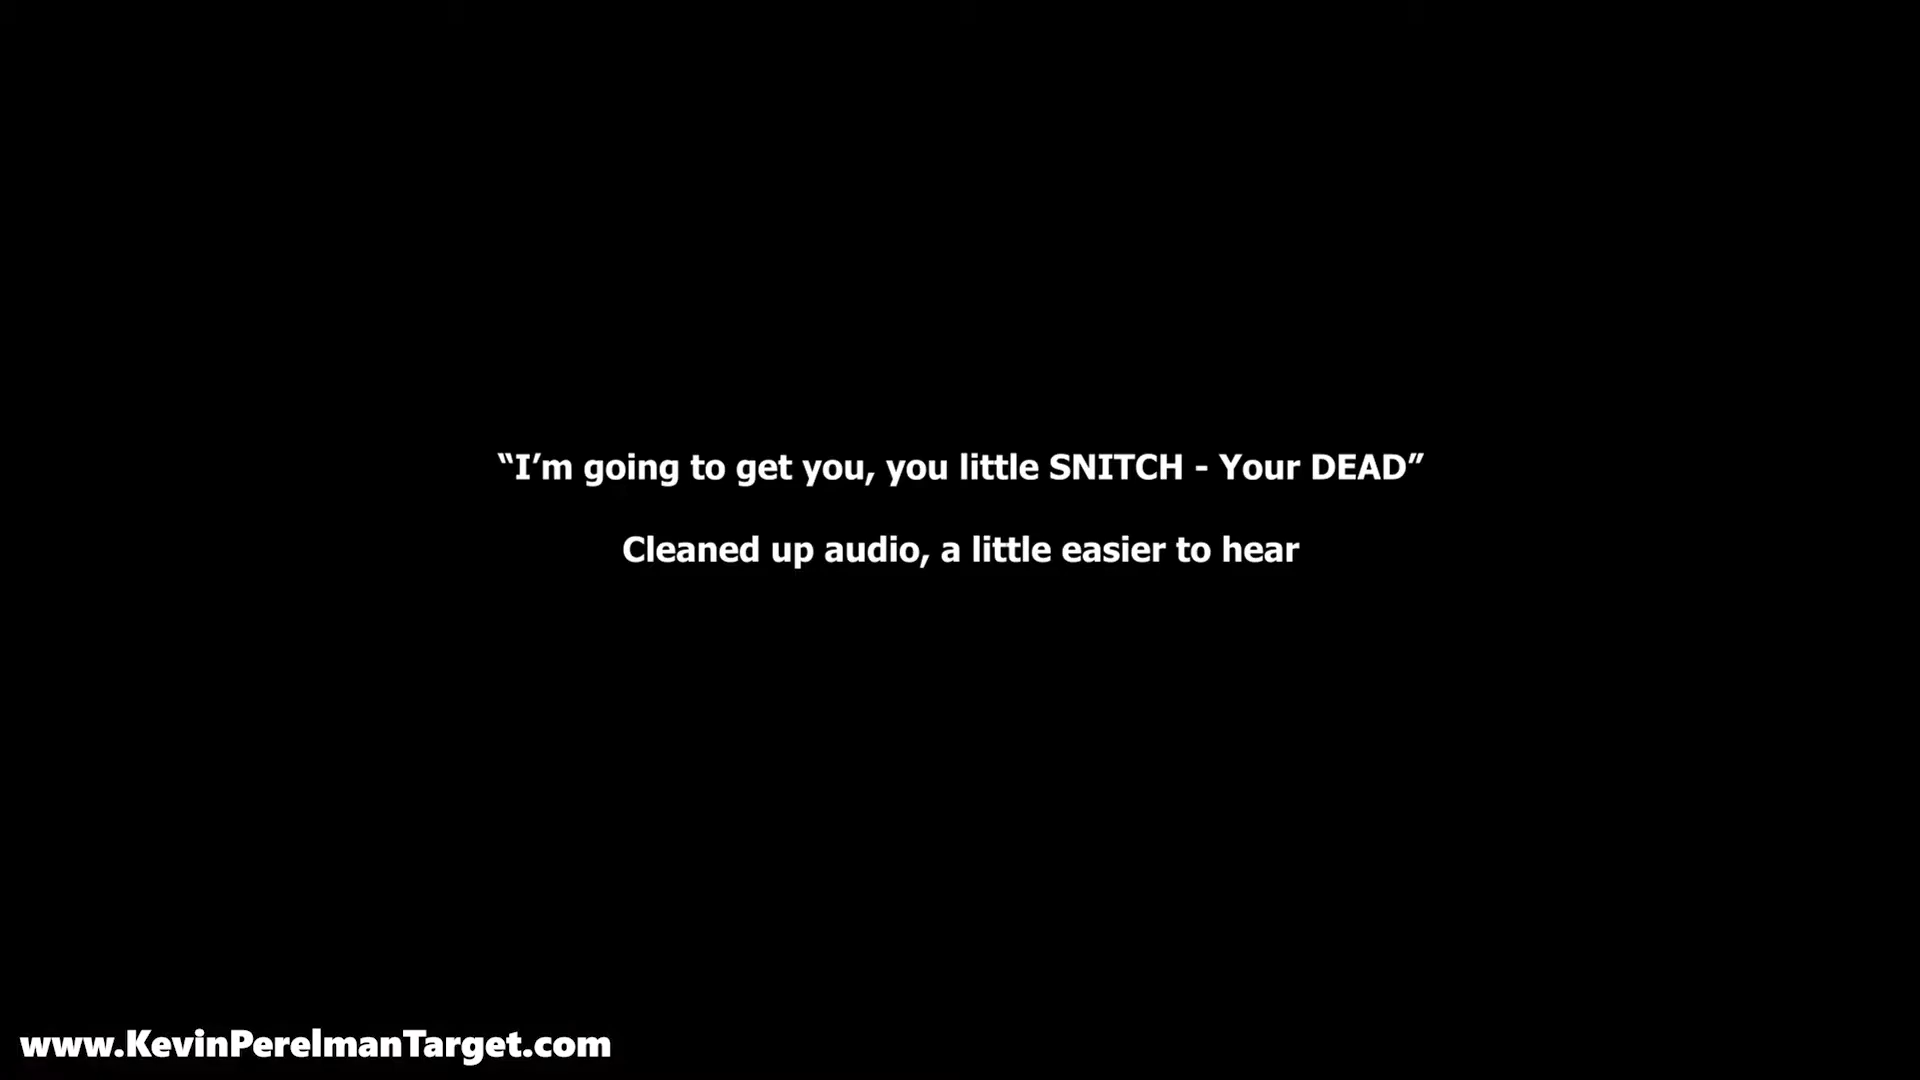 “I’m going to get you, you little SNITCH - Your DEAD”
Cleaned up audio, a little easier to hear
www.KevinPerelmanTarget.com